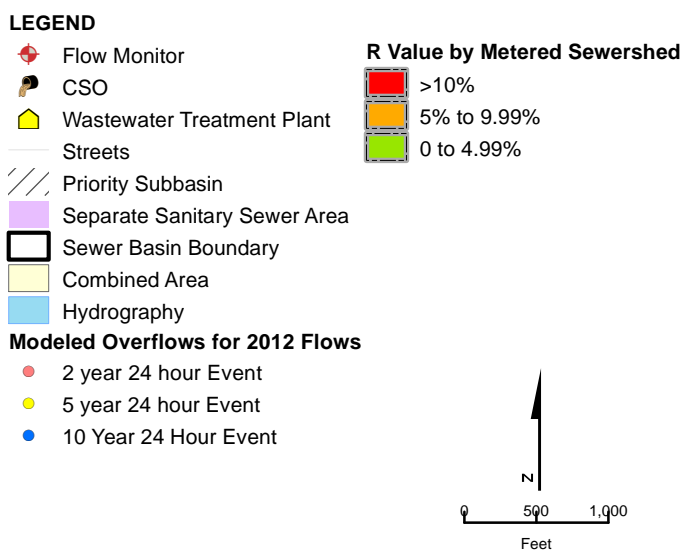 LEGEND
Flow Monitor
CSO
Wastewater Treatment Plant
Streets
Priority Subbasin
Separate Sanitary Sewer Area
Sewer Basin Boundary
Combined Area
Hydrography
Modeled Overflows for 2012 Flows
2 year 24 hour Event
5 year 24 hour Event
10 Year 24 Hour Event
R Value by Metered Sewershed
>10%
5% to 9.99%
0 to 4.99%
N
0 500 1,000
Feet